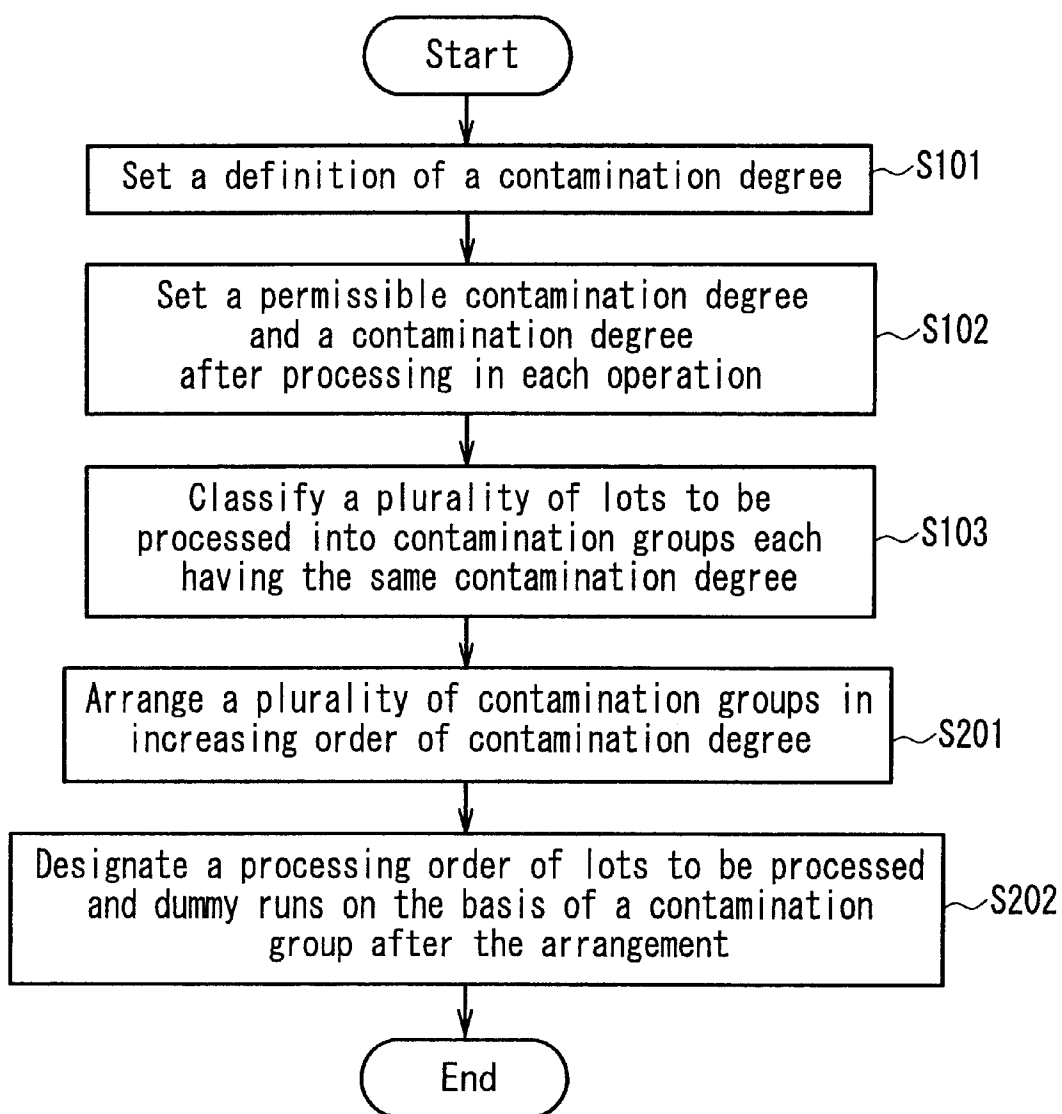 Start
Set a definition of a contamination degree
S101
Set a permissible contamination degree
and a contamination degree
after processing in each operation
S102
Classify a plurality of lots to be
processed into contamination groups each
having the same contamination degree
S103
Arrange a plurality of contamination groups in
increasing order of contamination degree
S201
Designate a processing order of lots to be processed
and dummy runs on the basis of a contamination
group after the arrangement
S202
End